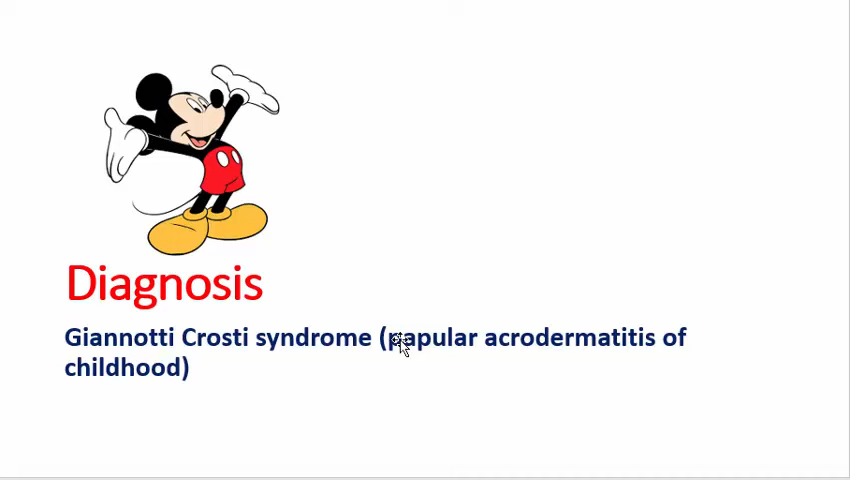 Diagnosis
Giannotti Crosti syndrome (papular acrodermatitis of
childhood)